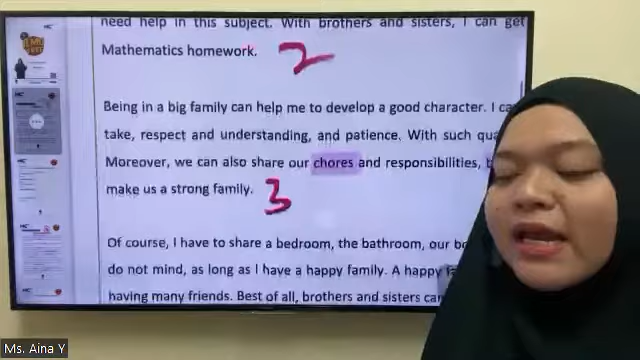 need help in this subject. With brothers and sisters, I can get
Mathematics homework.
2
Being in a big family can help me to develop a good character. I
take, respect and understanding, and patience. With such
Moreover, we can also share our chores and responsibilities,
make us a strong family.
3
Of course, I have to share a bedroom, the bathroom, our
do not mind, as long as I have a happy family. A happy
having many friends. Best of all, brothers and sisters
Ms. Aina Y